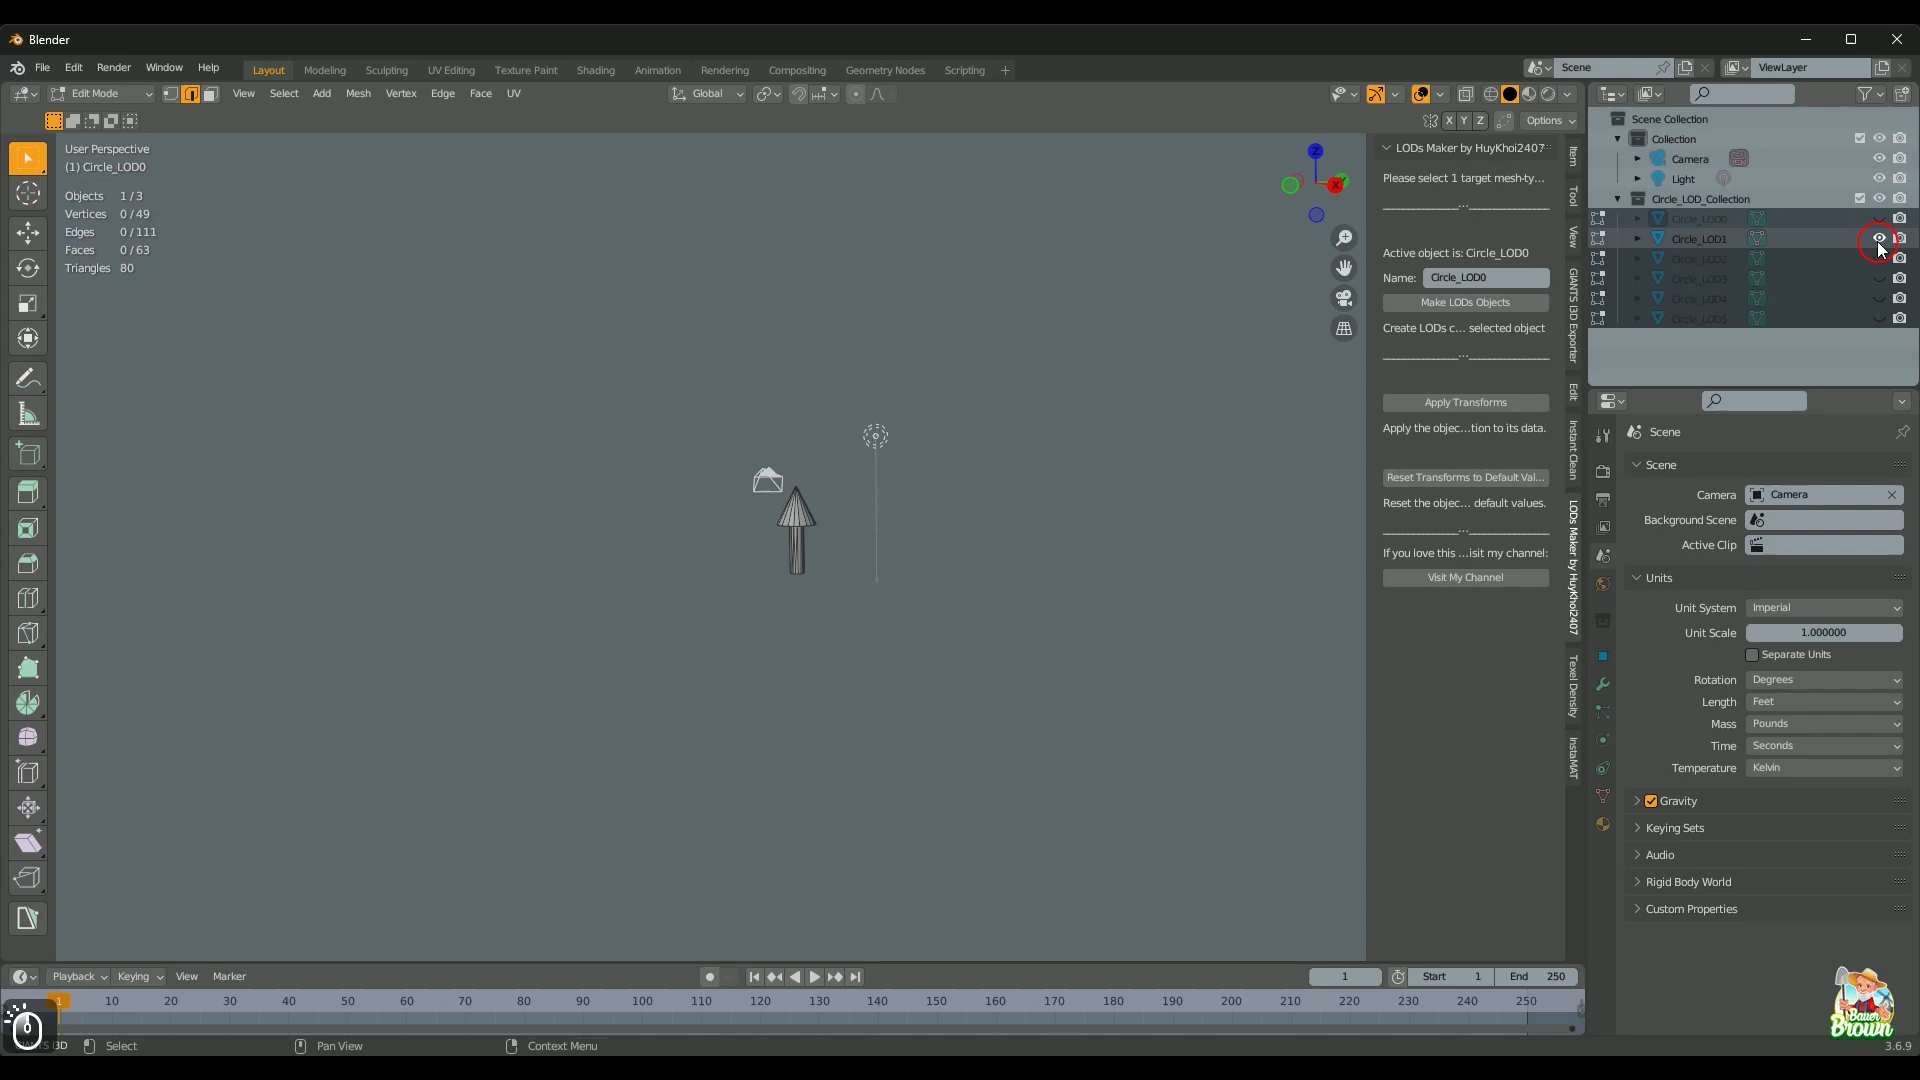 Blender
File Edit Render Window Help Layout Modeling Sculpting UV Editing Texture Paint Shading Animation Rendering Compositing Geometry Nodes Scripting + Scene ViewLayer
Edit Mode View Select Add Mesh Vertex Edge Face UV Global
X Y Z Options
User Perspective
(1) Circle_LOD0
Objects 1/3
Vertices 0/49
Edges 0/111
Faces 0/63
Triangles 80
Z
X
LODs Maker by HuyKhoi2407
Please select 1 target mesh-ty...
Active object is: Circle_LOD0
Name: Circle_LOD0
Make LODs Objects
Create LODs c... selected object
Apply Transforms
Apply the objec...tion to its data.
Reset Transforms to Default Val...
Reset the objec... default values.
If you love this ...isit my channel:
Visit My Channel
Item
Tool
View
GIANTS I3D Exporter
Edit
Instant Clean
LODs Maker by HuyKhoi2407
Texel Density
InstaMAT
Scene Collection
Collection
Camera
Light
Circle_LOD_Collection
Circle_LOD0
Circle_LOD1
Circle_LOD2
Circle_LOD3
Circle_LOD4
Circle_LOD5
Scene
Scene
Camera Camera
Background Scene
Active Clip
Units
Unit System Imperial
Unit Scale 1.000000
Separate Units
Rotation Degrees
Length Feet
Mass Pounds
Time Seconds
Temperature Kelvin
Gravity
Keying Sets
Audio
Rigid Body World
Custom Properties
Playback Keying View Marker 1 Start 1 End 250
1 10 20 30 40 50 60 70 80 90 100 110 120 130 140 150 160 170 180 190 200 210 220 230 240 250
Select Pan View Context Menu
Bauer
Brown
3.6.9